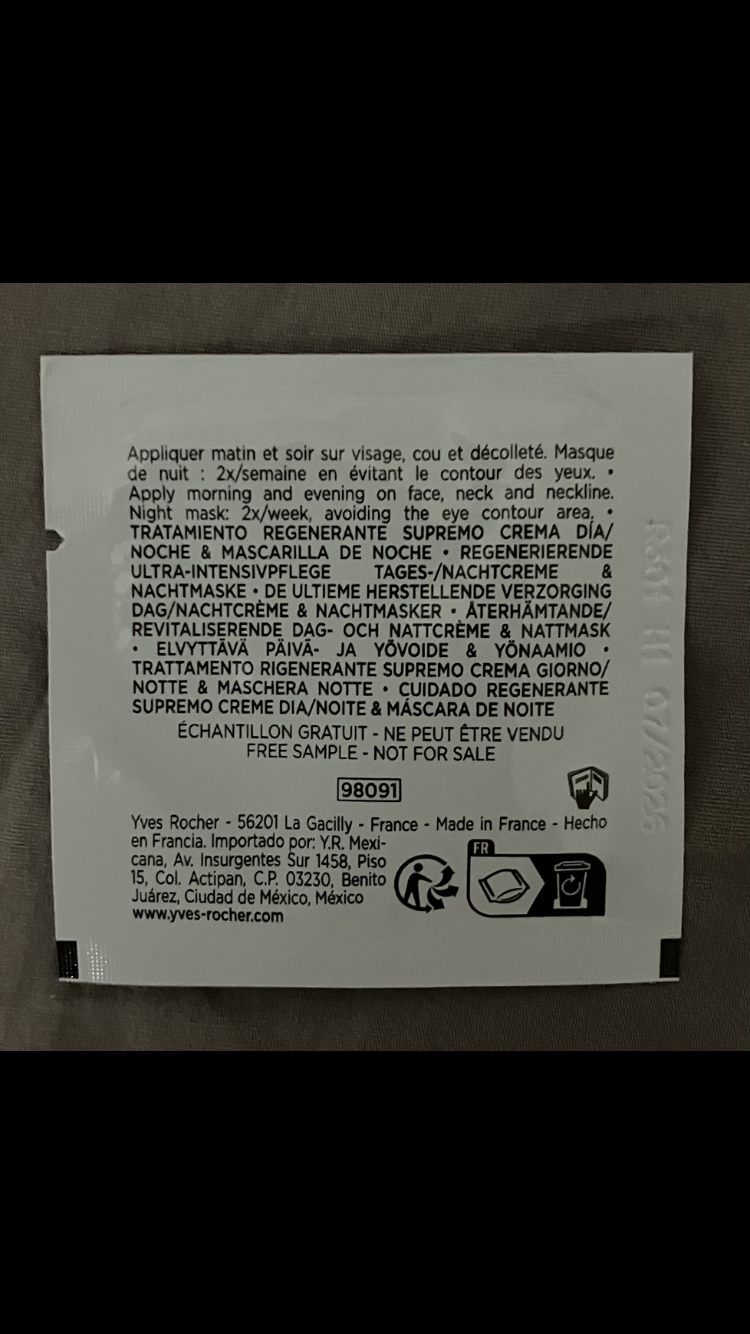 Appliquer matin et soir sur visage, cou et décolleté. Masque
de nuit : 2x/semaine en évitant le contour des yeux. •
Apply morning and evening on face, neck and neckline.
Night mask: 2x/week, avoiding the eye contour area. •
TRATAMIENTO REGENERANTE SUPREMO CREMA DÍA/
NOCHE & MASCARILLA DE NOCHE • REGENERIERENDE
ULTRA-INTENSIVPFLEGE TAGES-/NACHTCREME &
NACHTMASKE • DE ULTIEME HERSTELLENDE VERZORGING
DAG/NACHTCRÈME & NACHTMASKER • ÅTERHÄMTANDE/
REVITALISERENDE DAG- OCH NATTCRÈME & NATTMASK
• ELVYTTÄVÄ PÄIVÄ- JA YÖVOIDE & YÖNAAMIO •
TRATTAMENTO RIGENERANTE SUPREMO CREMA GIORNO/
NOTTE & MASCHERA NOTTE • CUIDADO REGENERANTE
SUPREMO CREME DIA/NOITE & MÁSCARA DE NOITE
ÉCHANTILLON GRATUIT - NE PEUT ÊTRE VENDU
FREE SAMPLE - NOT FOR SALE
98091
Yves Rocher - 56201 La Gacilly - France - Made in France - Hecho
en Francia. Importado por: Y.R. Mexi-
cana, Av. Insurgentes Sur 1458, Piso
15, Col. Actipan, C.P. 03230, Benito
Juárez, Ciudad de México, México
www.yves-rocher.com
FR
07/2026